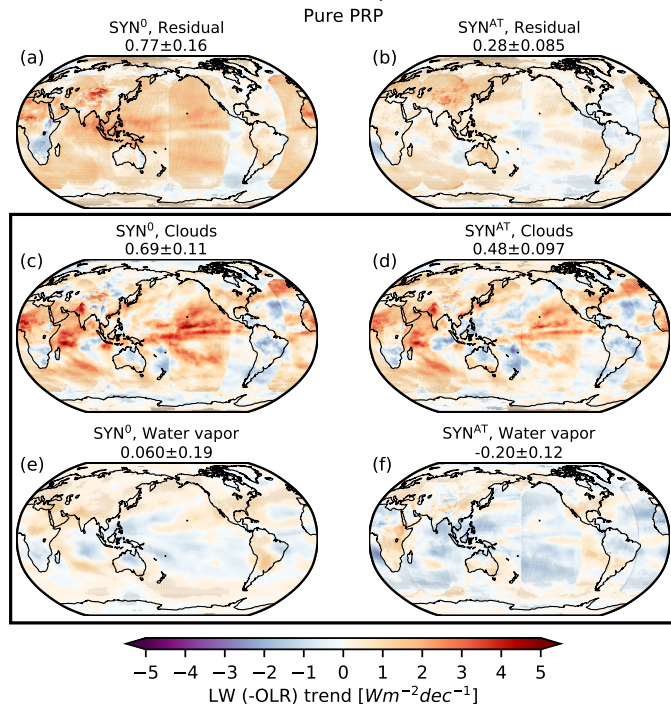 Pure PRP
SYN⁰, Residual
0.77±0.16
SYNᴬᵀ, Residual
0.28±0.085
(a)
(b)
SYN⁰, Clouds
0.69±0.11
SYNᴬᵀ, Clouds
0.48±0.097
(c)
(d)
SYN⁰, Water vapor
0.060±0.19
SYNᴬᵀ, Water vapor
-0.20±0.12
(e)
(f)
−5 −4 −3 −2 −1 0 1 2 3 4 5
LW (-OLR) trend [Wm⁻²dec⁻¹]